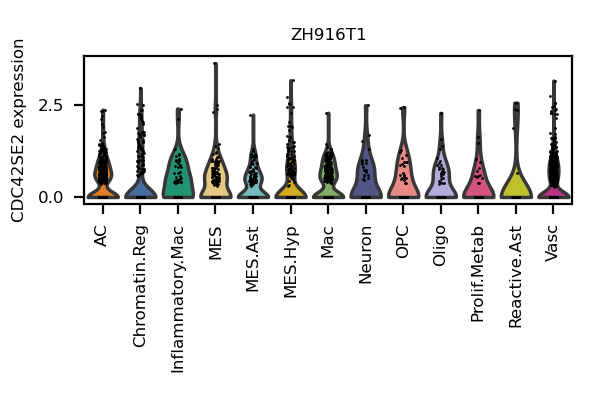 ZH916T1
CDC42SE2 expression
2.5
0.0
AC
Chromatin.Reg
Inflammatory.Mac
MES
MES.Ast
MES.Hyp
Mac
Neuron
OPC
Oligo
Prolif.Metab
Reactive.Ast
Vasc